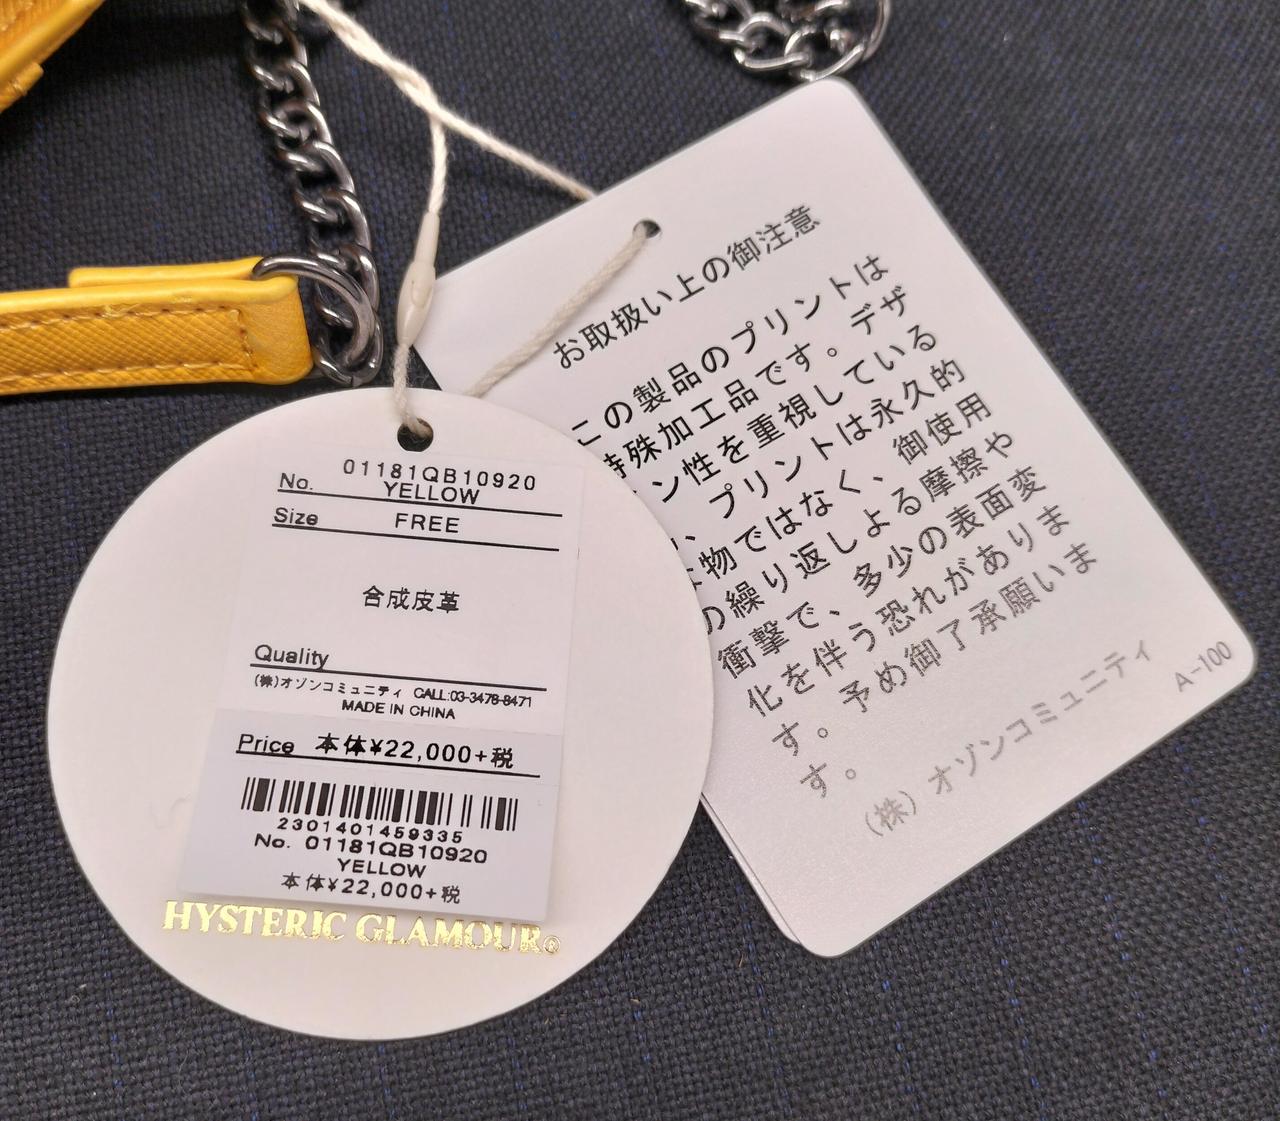 01181QB10920
No. YELLOW
Size FREE
合成皮革
Quality
(株)オゾンコミュニティ CALL:03-3478-8471
MADE IN CHINA
Price 本体¥22,000+税
2301401459335
No. 01181QB10920
YELLOW
本体¥22,000+税
HYSTERIC GLAMOUR®
お取扱い上の御注意
この製品のプリントは
特殊加工品です。デザ
イン性を重視している
、プリントは永久的
な物ではなく、御使用
の繰り返しよる摩擦や
衝撃で、多少の表面変
化を伴う恐れがありま
す。予め御了承願いま
す。
(株) オゾンコミュニティ
A-100